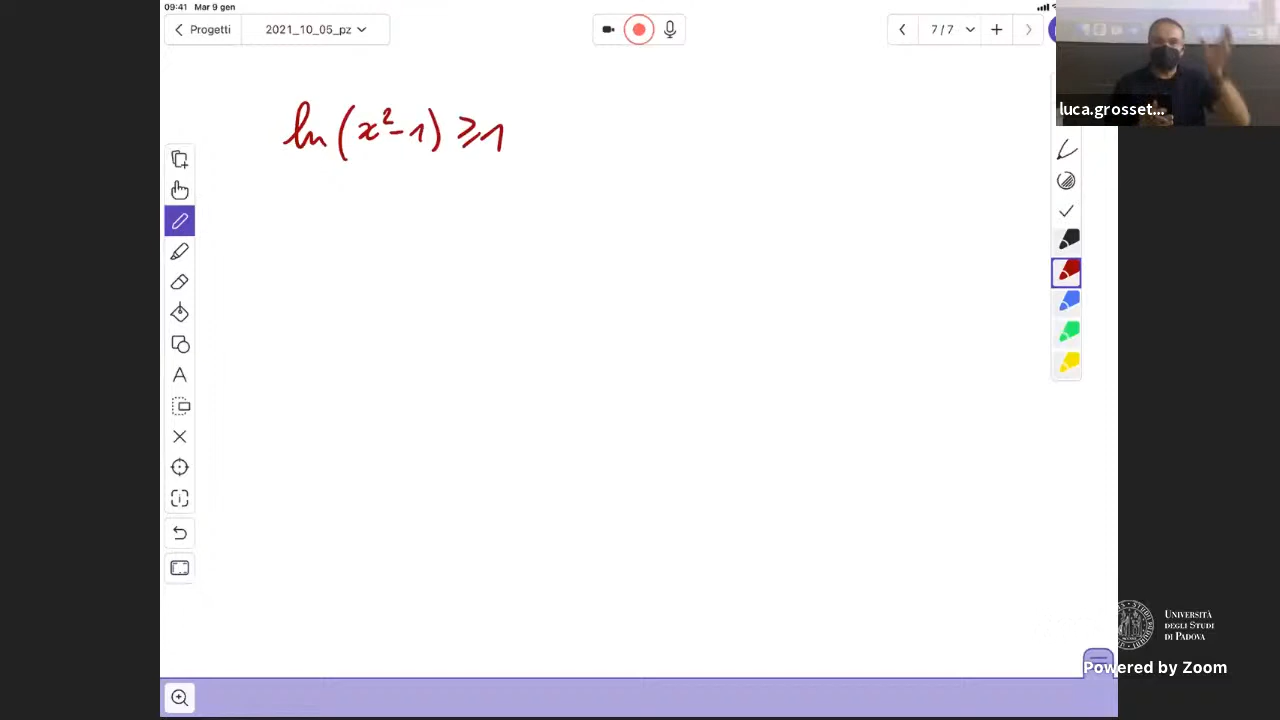 09:41 Mar 9 gen
Progetti
2021_10_05_pz
7/7
luca.grosset...
ln(x²-1) ⩾1
A
UNIVERSITÀ
DEGLI STUDI
DI PADOVA
Powered by Zoom